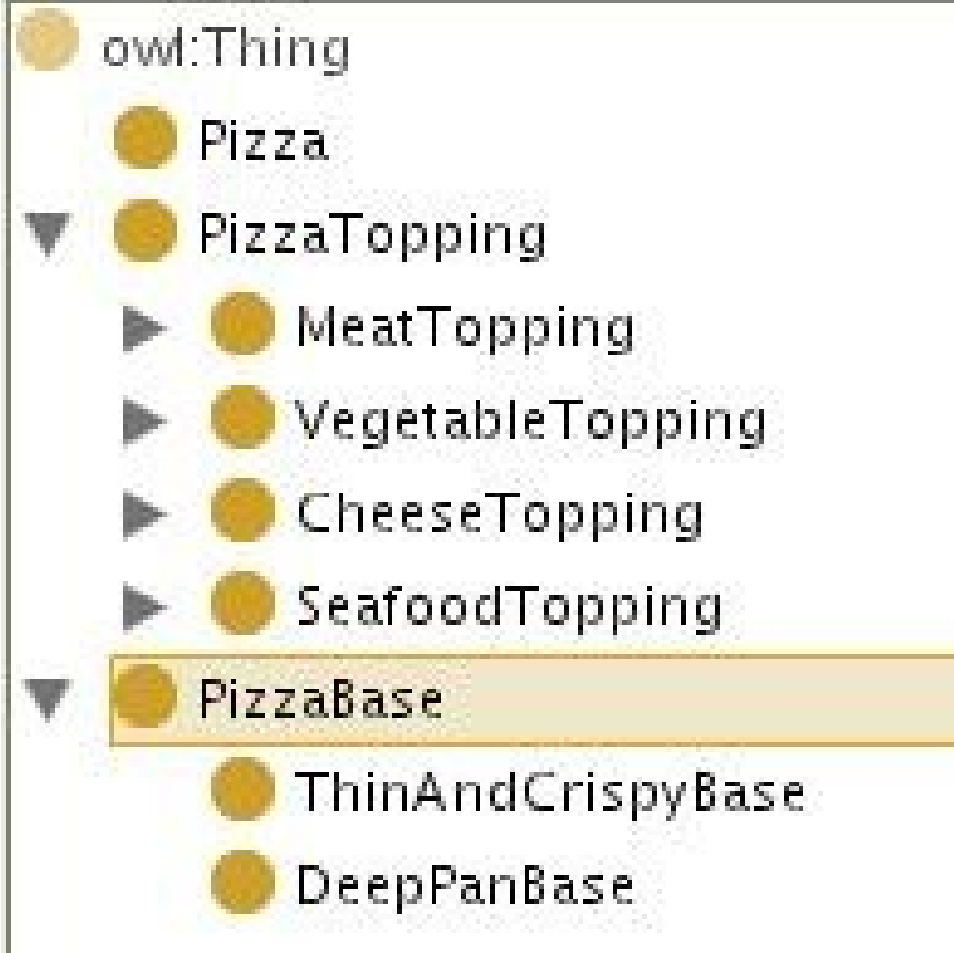 owl:Thing
Pizza
PizzaTopping
MeatTopping
VegetableTopping
CheeseTopping
SeafoodTopping
PizzaBase
ThinAndCrispyBase
DeepPanBase